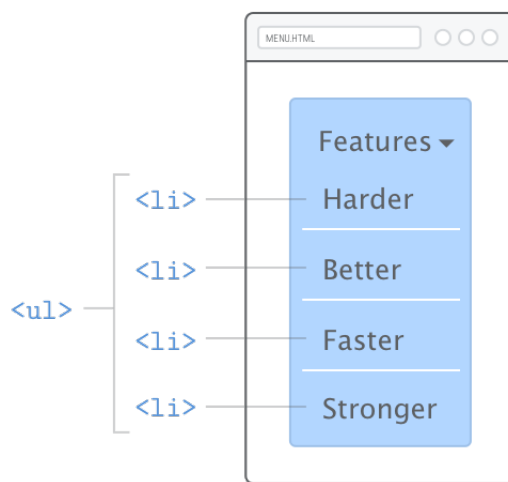 MENU.HTML
Features
<li> Harder
<li> Better
<ul>
<li> Faster
<li> Stronger